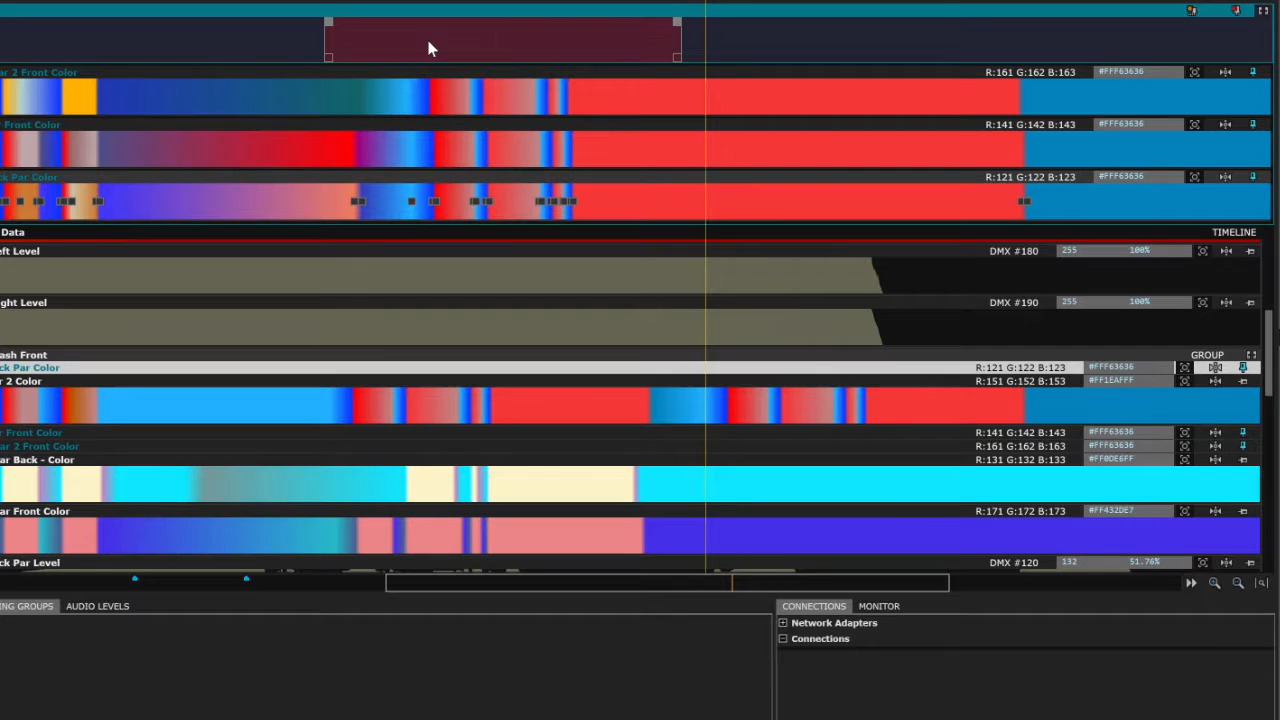 ar 2 Front Color R:161 G:162 B:163 #FFF63636
Front Color R:141 G:142 B:143 #FFF63636
ck Par Color R:121 G:122 B:123 #FFF63636
Data TIMELINE
eft Level DMX #180 255 100%
ght Level DMX #190 255 100%
ash Front GROUP
ck Par Color R:121 G:122 B:123 #FFF63636
r 2 Color R:151 G:152 B:153 #FF1EAFFF
r Front Color R:141 G:142 B:143 #FFF63636
ar 2 Front Color R:161 G:162 B:163 #FFF63636
ar Back - Color R:131 G:132 B:133 #FF0DE6FF
ar Front Color R:171 G:172 B:173 #FF432DE7
ck Par Level DMX #120 132 51.76%
NG GROUPS AUDIO LEVELS CONNECTIONS MONITOR
Network Adapters
Connections